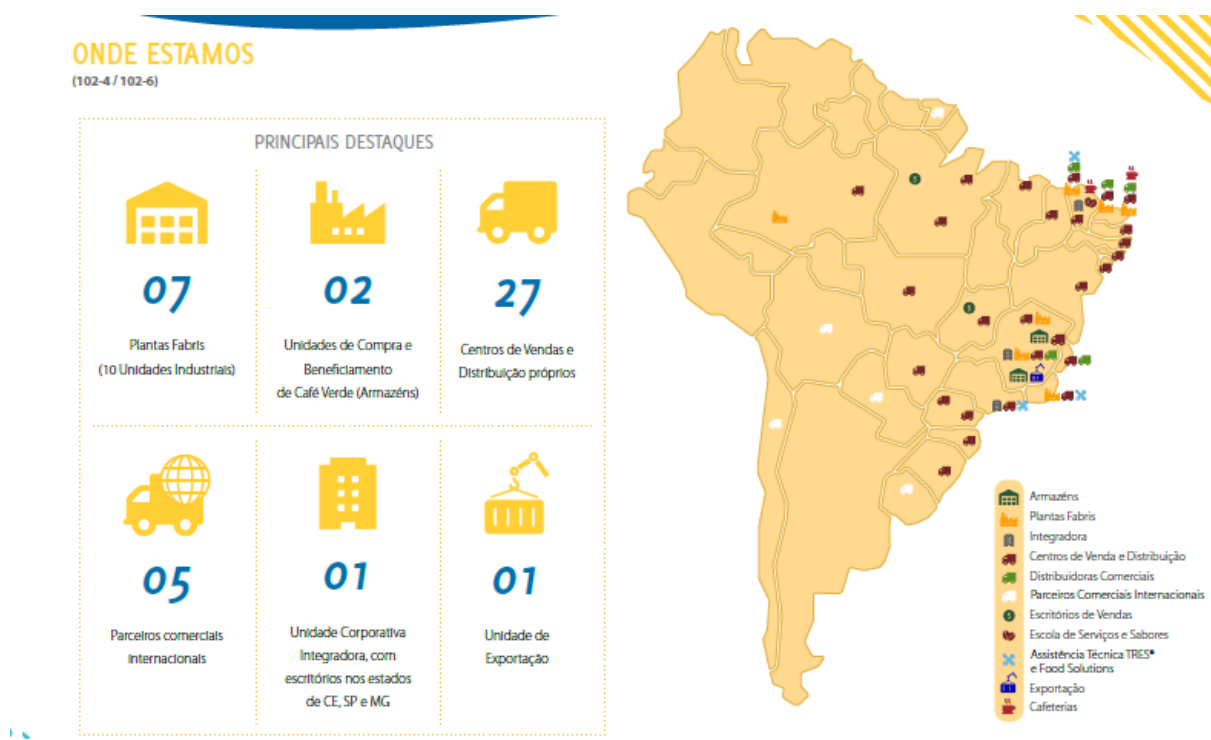 ONDE ESTAMOS
(102-4 / 102-6)
PRINCIPAIS DESTAQUES
07
Plantas Fabris
(10 Unidades Industriais)
02
Unidades de Compra e
Beneficiamento
de Café Verde (Armazéns)
27
Centros de Vendas e
Distribuição próprios
05
Parceiros comerciais
internacionais
01
Unidade Corporativa
Integradora, com
escritórios nos estados
de CE, SP e MG
01
Unidade de
Exportação
Armazéns
Plantas Fabris
Integradora
Centros de Venda e Distribuição
Distribuidoras Comerciais
Parceiros Comerciais Internacionais
Escritórios de Vendas
Escola de Serviços e Sabores
Assistência Técnica TRES®
e Food Solutions
Exportação
Cafeterias